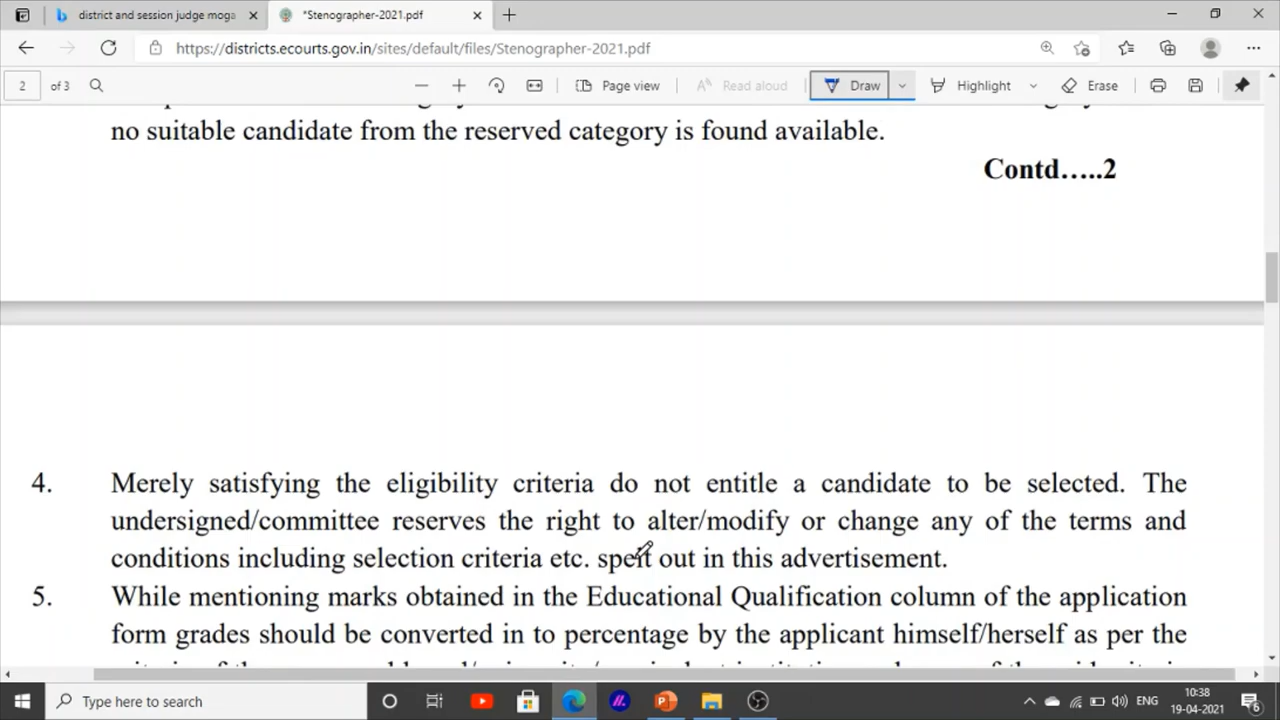 district and session judge moga
*Stenographer-2021.pdf
https://districts.ecourts.gov.in/sites/default/files/Stenographer-2021.pdf
2 of 3
Page view
Read aloud
Draw
Highlight
Erase
no suitable candidate from the reserved category is found available.
Contd…..2
4. Merely satisfying the eligibility criteria do not entitle a candidate to be selected. The
undersigned/committee reserves the right to alter/modify or change any of the terms and
conditions including selection criteria etc. spelt out in this advertisement.
5. While mentioning marks obtained in the Educational Qualification column of the application
form grades should be converted in to percentage by the applicant himself/herself as per the
Type here to search
ENG
10:38
19-04-2021
6